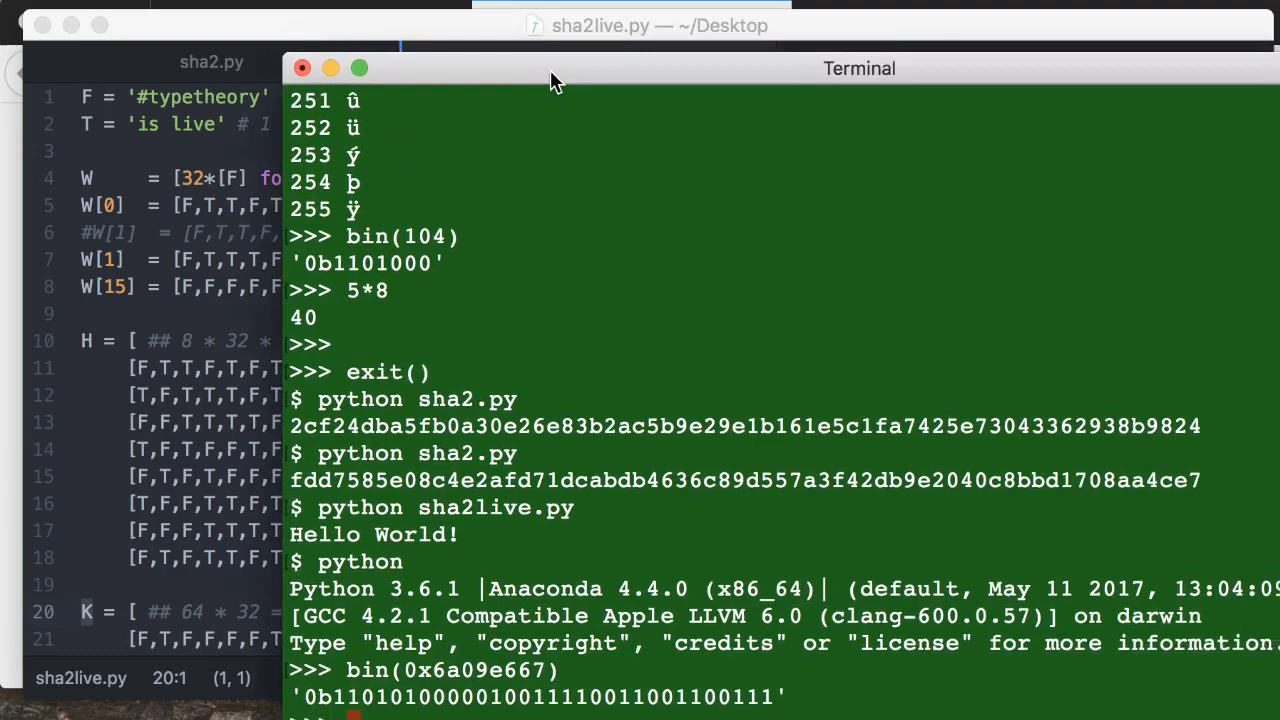 sha2live.py — ~/Desktop
sha2.py
1 F = '#typetheory'
2 T = 'is live' # 1
3
4 W = [32*[F] fo
5 W[0] = [F,T,T,F,T
6 #W[1] = [F,T,T,F,
7 W[1] = [F,T,T,T,F
8 W[15] = [F,F,F,F,F
9
10 H = [ ## 8 * 32 *
11 [F,T,T,F,T,F,T
12 [T,F,T,T,T,F,T
13 [F,F,T,T,T,T,F
14 [T,F,T,F,F,T,F
15 [F,T,F,T,F,F,F
16 [T,F,F,T,T,F,T
17 [F,F,F,T,T,T,T
18 [F,T,F,T,T,F,T
19
20 K = [ ## 64 * 32 =
21 [F,T,F,F,F,F,T
sha2live.py 20:1 (1, 1)
Terminal
251 û
252 ü
253 ý
254 þ
255 ÿ
>>> bin(104)
'0b1101000'
>>> 5*8
40
>>>
>>> exit()
$ python sha2.py
2cf24dba5fb0a30e26e83b2ac5b9e29e1b161e5c1fa7425e73043362938b9824
$ python sha2.py
fdd7585e08c4e2afd71dcabdb4636c89d557a3f42db9e2040c8bbd1708aa4ce7
$ python sha2live.py
Hello World!
$ python
Python 3.6.1 |Anaconda 4.4.0 (x86_64)| (default, May 11 2017, 13:04:09
[GCC 4.2.1 Compatible Apple LLVM 6.0 (clang-600.0.57)] on darwin
Type "help", "copyright", "credits" or "license" for more information.
>>> bin(0x6a09e667)
'0b1101010000010011110011001100111'
>>>